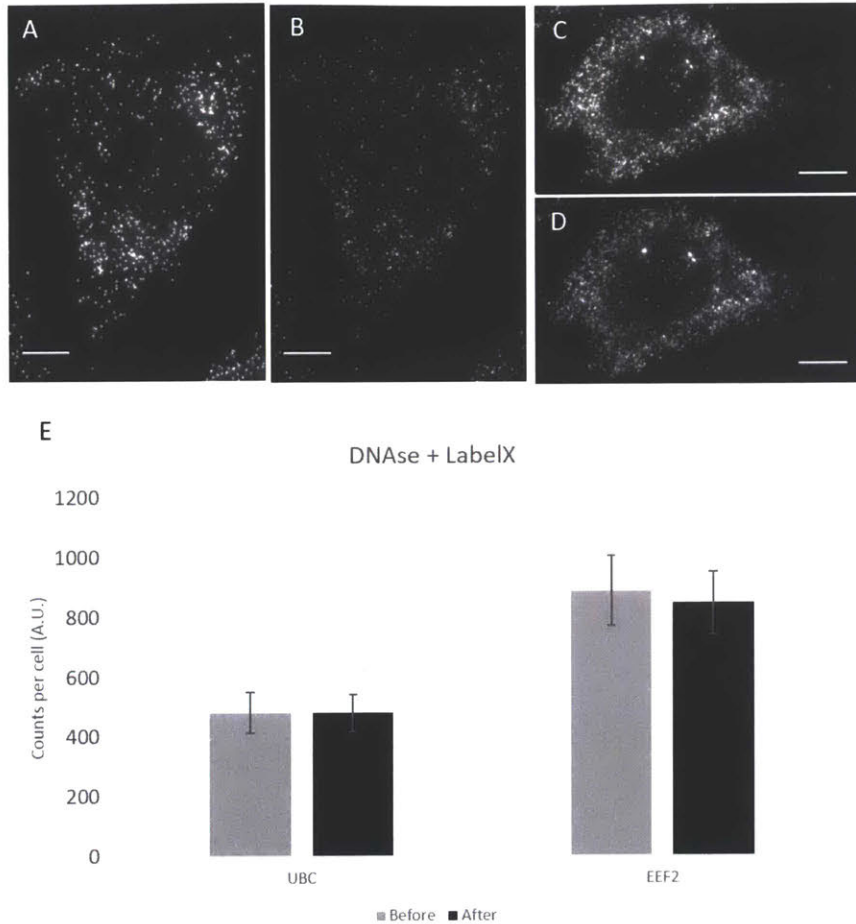 A
B
C
D
E
DNAse + LabelX
1200
1000
800
600
400
200
0
Counts per cell (A.U.)
UBC
EEF2
Before After